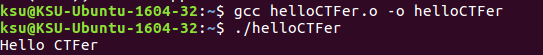 ksu@KSU-Ubuntu-1604-32:~$ gcc helloCTFer.o -o helloCTFer
ksu@KSU-Ubuntu-1604-32:~$ ./helloCTFer
Hello CTFer